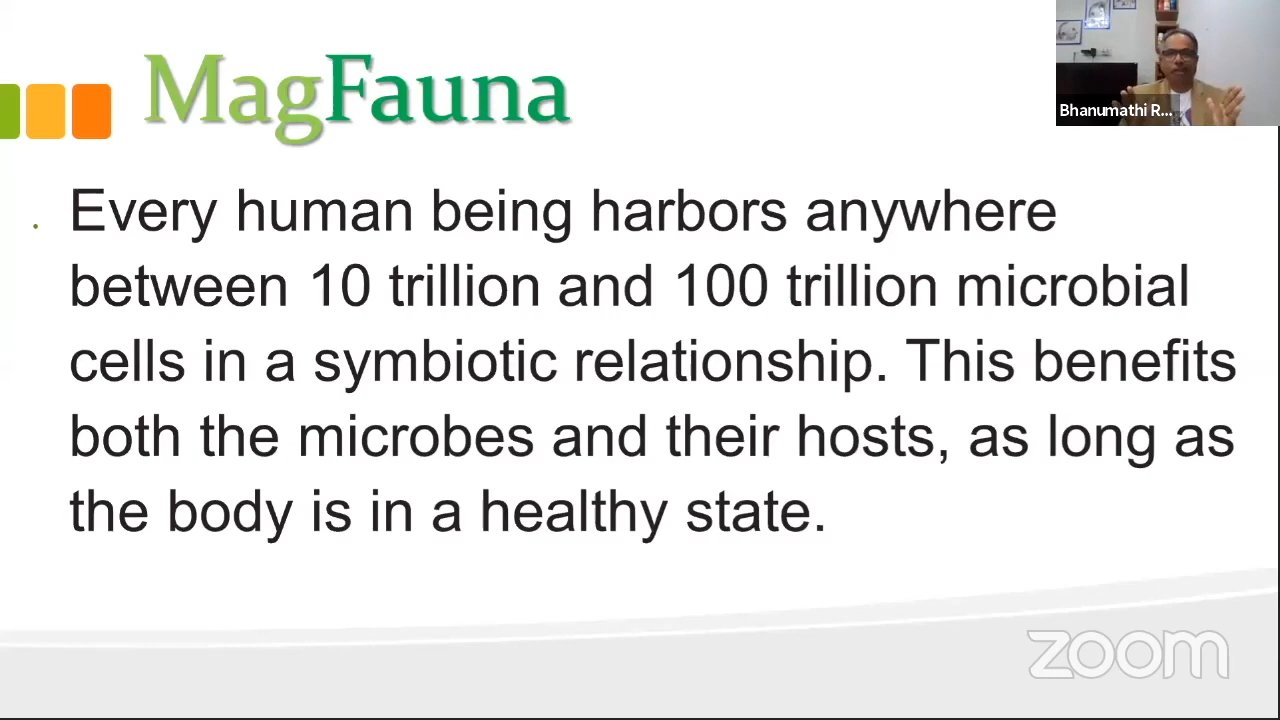 MagFauna
Bhanumathi R...
Every human being harbors anywhere
between 10 trillion and 100 trillion microbial
cells in a symbiotic relationship. This benefits
both the microbes and their hosts, as long as
the body is in a healthy state.
zoom